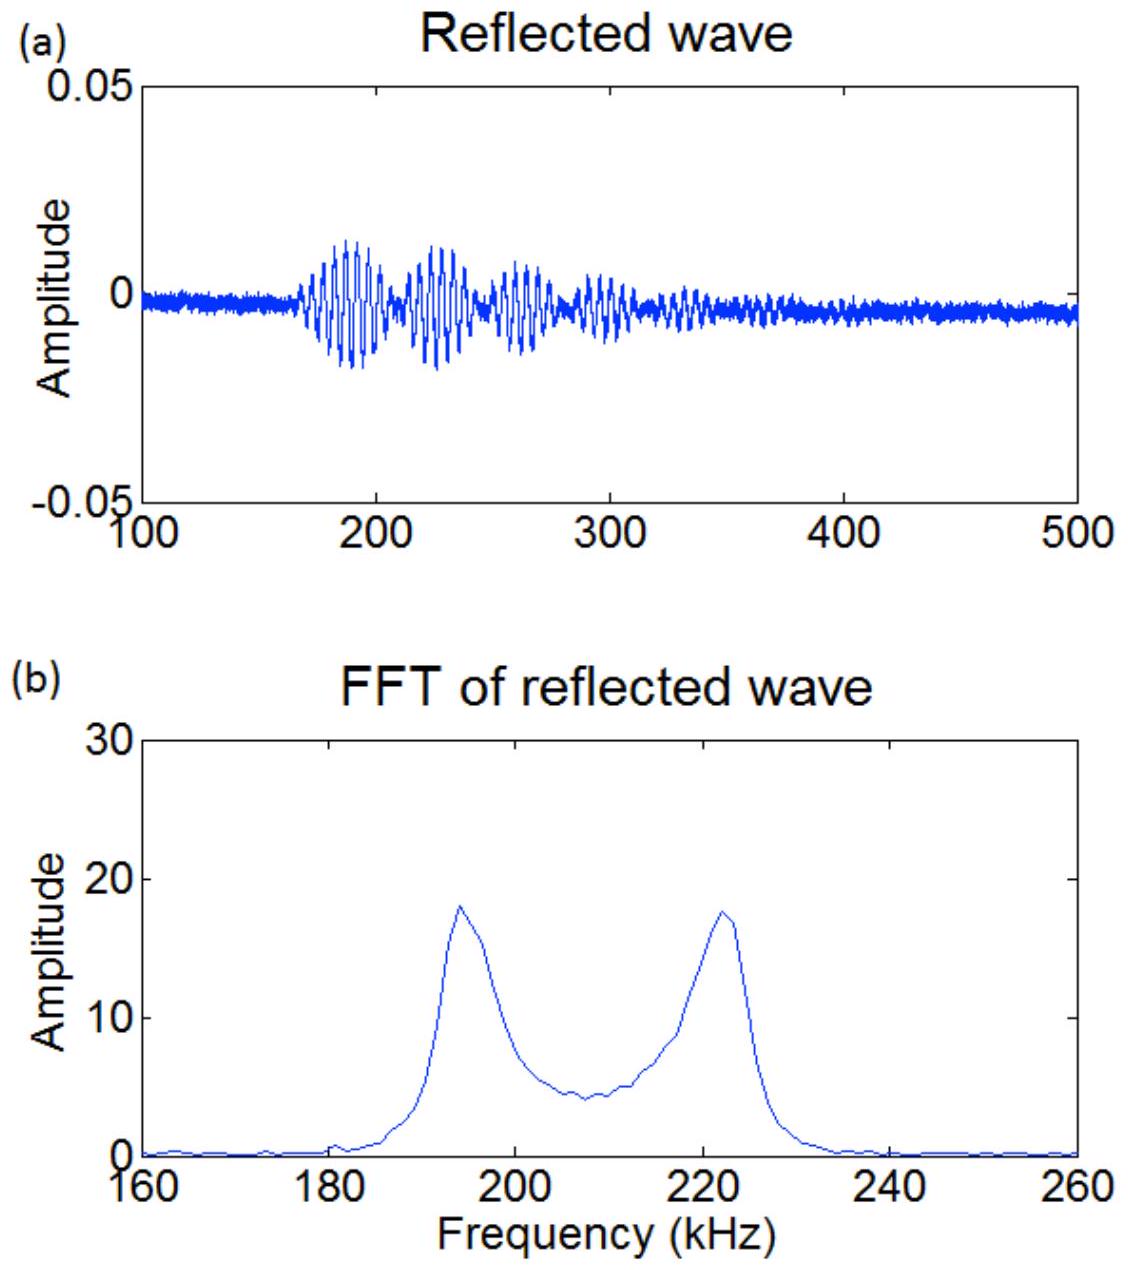 (a)
Reflected wave
0.05
0
-0.05
Amplitude
100 200 300 400 500
(b)
FFT of reflected wave
30
20
10
0
Amplitude
160 180 200 220 240 260
Frequency (kHz)